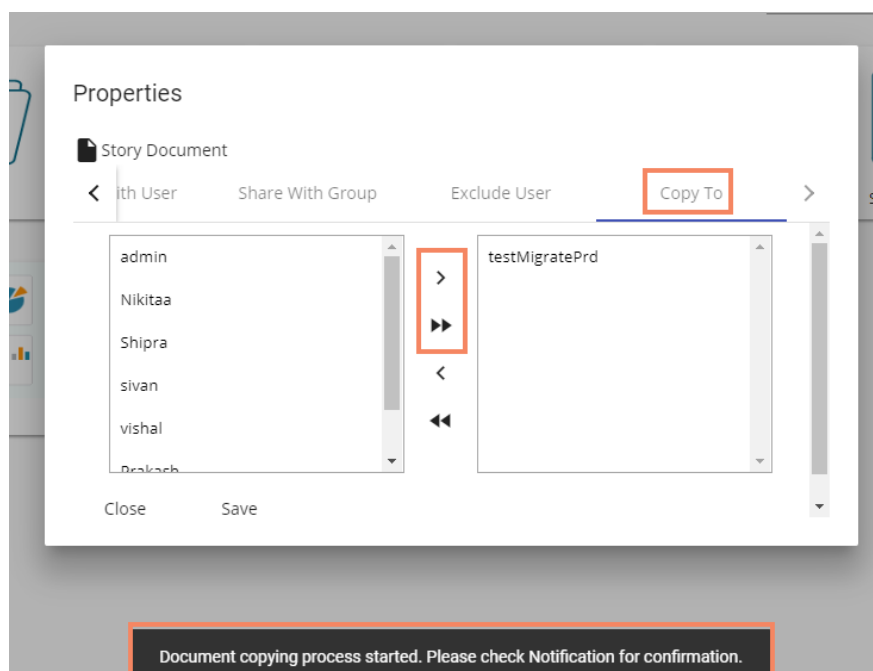 Properties
Story Document
ith User Share With Group Exclude User Copy To
admin
Nikitaa
Shipra
sivan
vishal
Prakash
testMigratePrd
Close Save
Document copying process started. Please check Notification for confirmation.